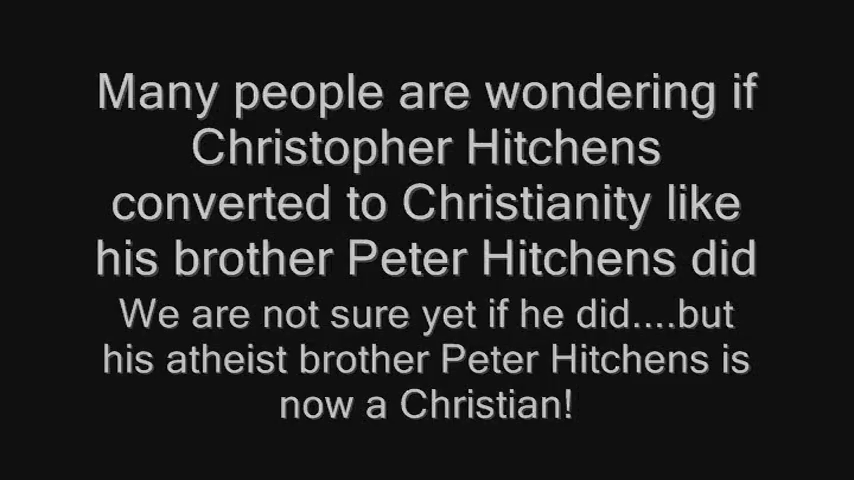 Many people are wondering if
Christopher Hitchens
converted to Christianity like
his brother Peter Hitchens did
We are not sure yet if he did....but
his atheist brother Peter Hitchens is
now a Christian!